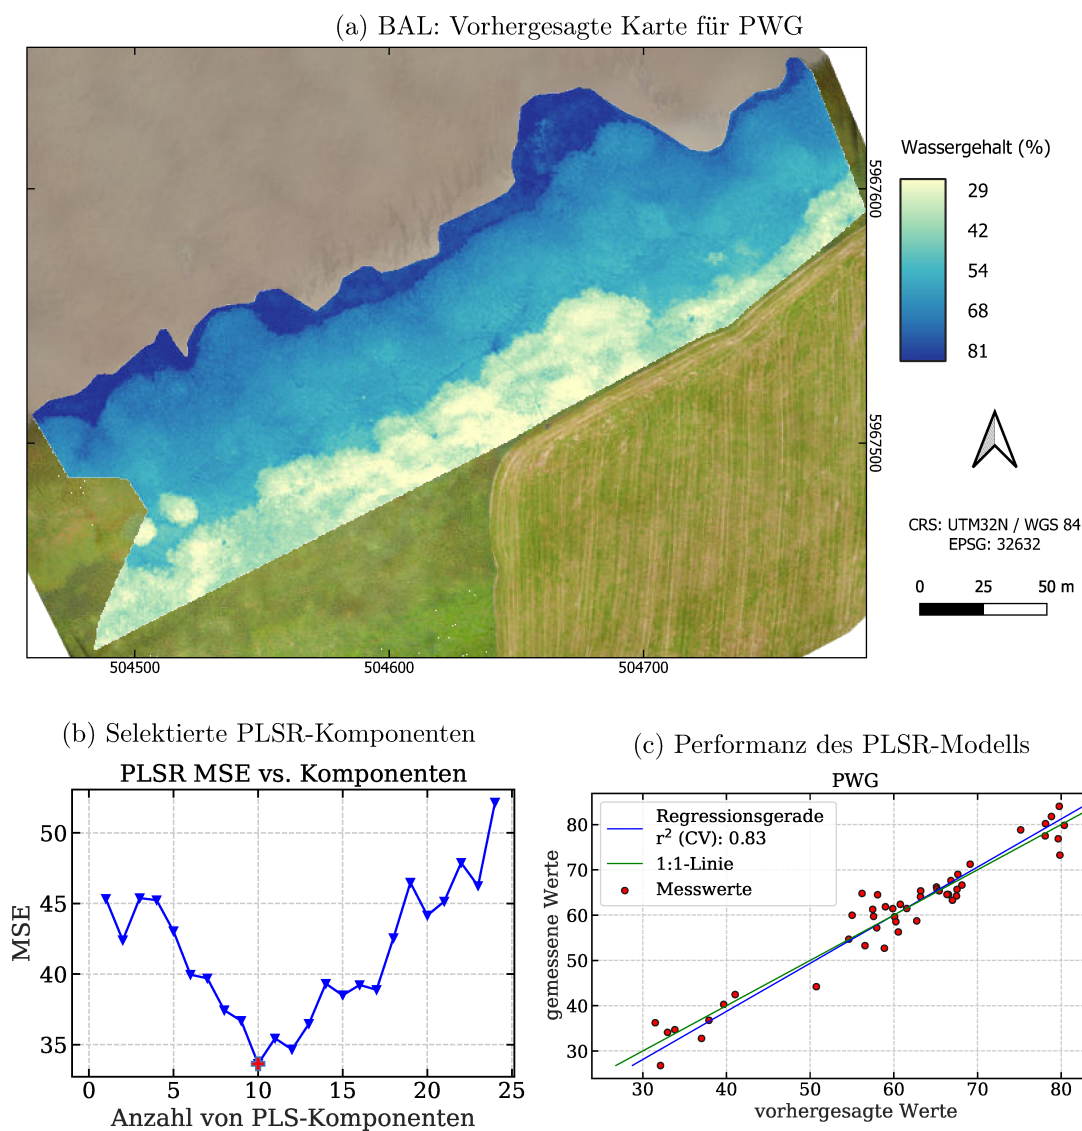 (a) BAL: Vorhergesagte Karte für PWG
Wassergehalt (%)
29
42
54
68
81
5967600
5967500
CRS: UTM32N / WGS 84
EPSG: 32632
0 25 50 m
504500 504600 504700
(b) Selektierte PLSR-Komponenten
PLSR MSE vs. Komponenten
MSE
50
45
40
35
0 5 10 15 20 25
Anzahl von PLS-Komponenten
(c) Performanz des PLSR-Modells
PWG
Regressionsgerade
r² (CV): 0.83
1:1-Linie
Messwerte
gemessene Werte
80
70
60
50
40
30
30 40 50 60 70 80
vorhergesagte Werte